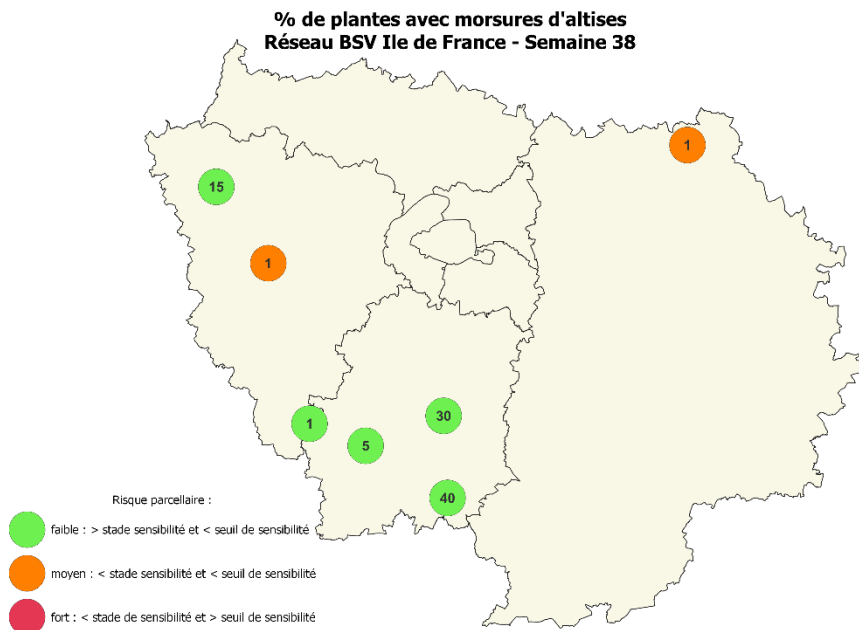 % de plantes avec morsures d'altises
Réseau BSV Ile de France - Semaine 38
1
15
1
1
30
5
40
Risque parcellaire :
faible : > stade sensibilité et < seuil de sensibilité
moyen : < stade sensibilité et < seuil de sensibilité
fort : < stade de sensibilité et > seuil de sensibilité